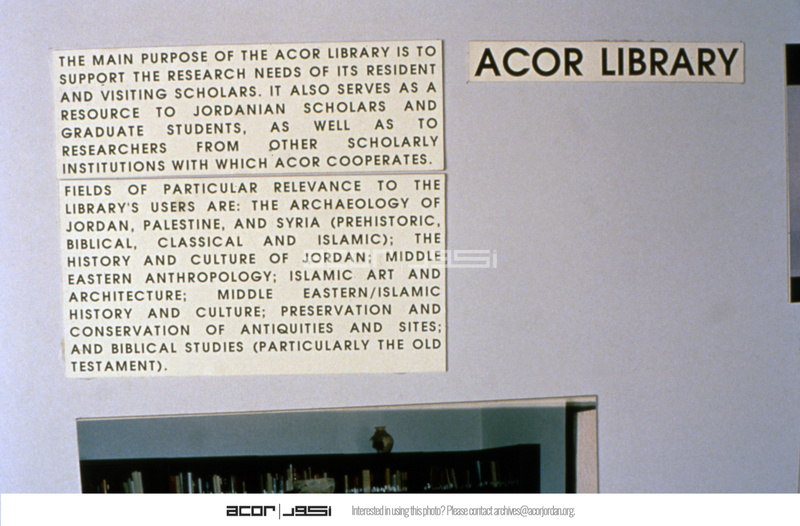 THE MAIN PURPOSE OF THE ACOR LIBRARY IS TO
SUPPORT THE RESEARCH NEEDS OF ITS RESIDENT
AND VISITING SCHOLARS. IT ALSO SERVES AS A
RESOURCE TO JORDANIAN SCHOLARS AND
GRADUATE STUDENTS, AS WELL AS TO
RESEARCHERS FROM OTHER SCHOLARLY
INSTITUTIONS WITH WHICH ACOR COOPERATES.
FIELDS OF PARTICULAR RELEVANCE TO THE
LIBRARY'S USERS ARE: THE ARCHAEOLOGY OF
JORDAN, PALESTINE, AND SYRIA (PREHISTORIC,
BIBLICAL, CLASSICAL AND ISLAMIC); THE
HISTORY AND CULTURE OF JORDAN; MIDDLE
EASTERN ANTHROPOLOGY; ISLAMIC ART AND
ARCHITECTURE; MIDDLE EASTERN/ISLAMIC
HISTORY AND CULTURE; PRESERVATION AND
CONSERVATION OF ANTIQUITIES AND SITES;
AND BIBLICAL STUDIES (PARTICULARLY THE OLD
TESTAMENT).
ACOR LIBRARY
acor | أكور Interested in using this photo? Please contact archives@acorjordan.org.